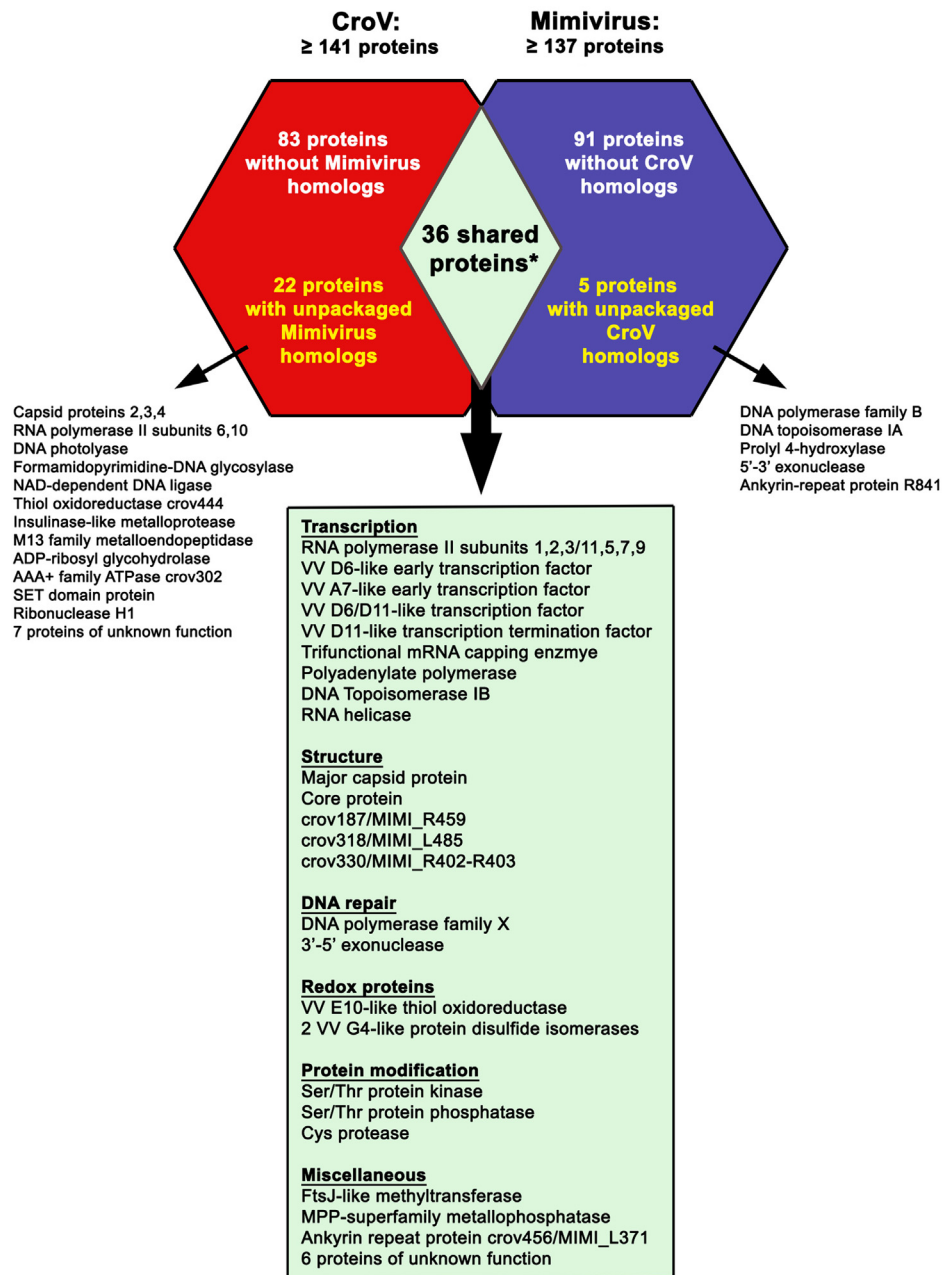 CroV:
≥ 141 proteins
Mimivirus:
≥ 137 proteins
83 proteins
without Mimivirus
homologs
91 proteins
without CroV
homologs
36 shared
proteins*
22 proteins
with unpackaged
Mimivirus
homologs
5 proteins
with unpackaged
CroV
homologs
Capsid proteins 2,3,4
RNA polymerase II subunits 6,10
DNA photolyase
Formamidopyrimidine-DNA glycosylase
NAD-dependent DNA ligase
Thiol oxidoreductase crov444
Insulinase-like metalloprotease
M13 family metalloendopeptidase
ADP-ribosyl glycohydrolase
AAA+ family ATPase crov302
SET domain protein
Ribonuclease H1
7 proteins of unknown function
DNA polymerase family B
DNA topoisomerase IA
Prolyl 4-hydroxylase
5’-3’ exonuclease
Ankyrin-repeat protein R841
Transcription
RNA polymerase II subunits 1,2,3/11,5,7,9
VV D6-like early transcription factor
VV A7-like early transcription factor
VV D6/D11-like transcription factor
VV D11-like transcription termination factor
Trifunctional mRNA capping enzmye
Polyadenylate polymerase
DNA Topoisomerase IB
RNA helicase
Structure
Major capsid protein
Core protein
crov187/MIMI_R459
crov318/MIMI_L485
crov330/MIMI_R402-R403
DNA repair
DNA polymerase family X
3’-5’ exonuclease
Redox proteins
VV E10-like thiol oxidoreductase
2 VV G4-like protein disulfide isomerases
Protein modification
Ser/Thr protein kinase
Ser/Thr protein phosphatase
Cys protease
Miscellaneous
FtsJ-like methyltransferase
MPP-superfamily metallophosphatase
Ankyrin repeat protein crov456/MIMI_L371
6 proteins of unknown function